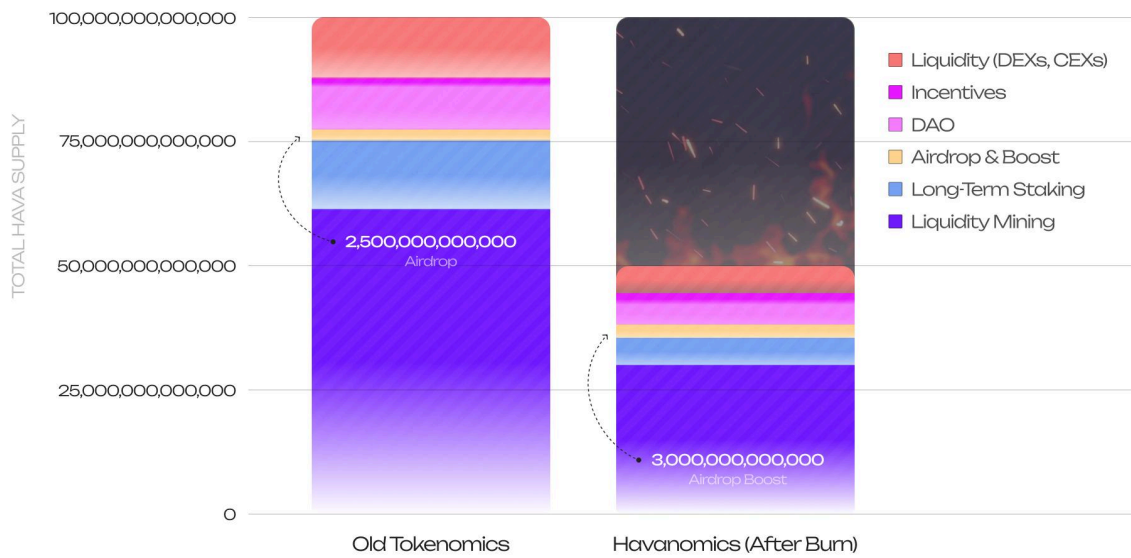 100,000,000,000,000
75,000,000,000,000
50,000,000,000,000
25,000,000,000,000
0
TOTAL HAVA SUPPLY
2,500,000,000,000
Airdrop
3,000,000,000,000
Airdrop Boost
Old Tokenomics
Havanomics (After Burn)
Liquidity (DEXs, CEXs)
Incentives
DAO
Airdrop & Boost
Long-Term Staking
Liquidity Mining